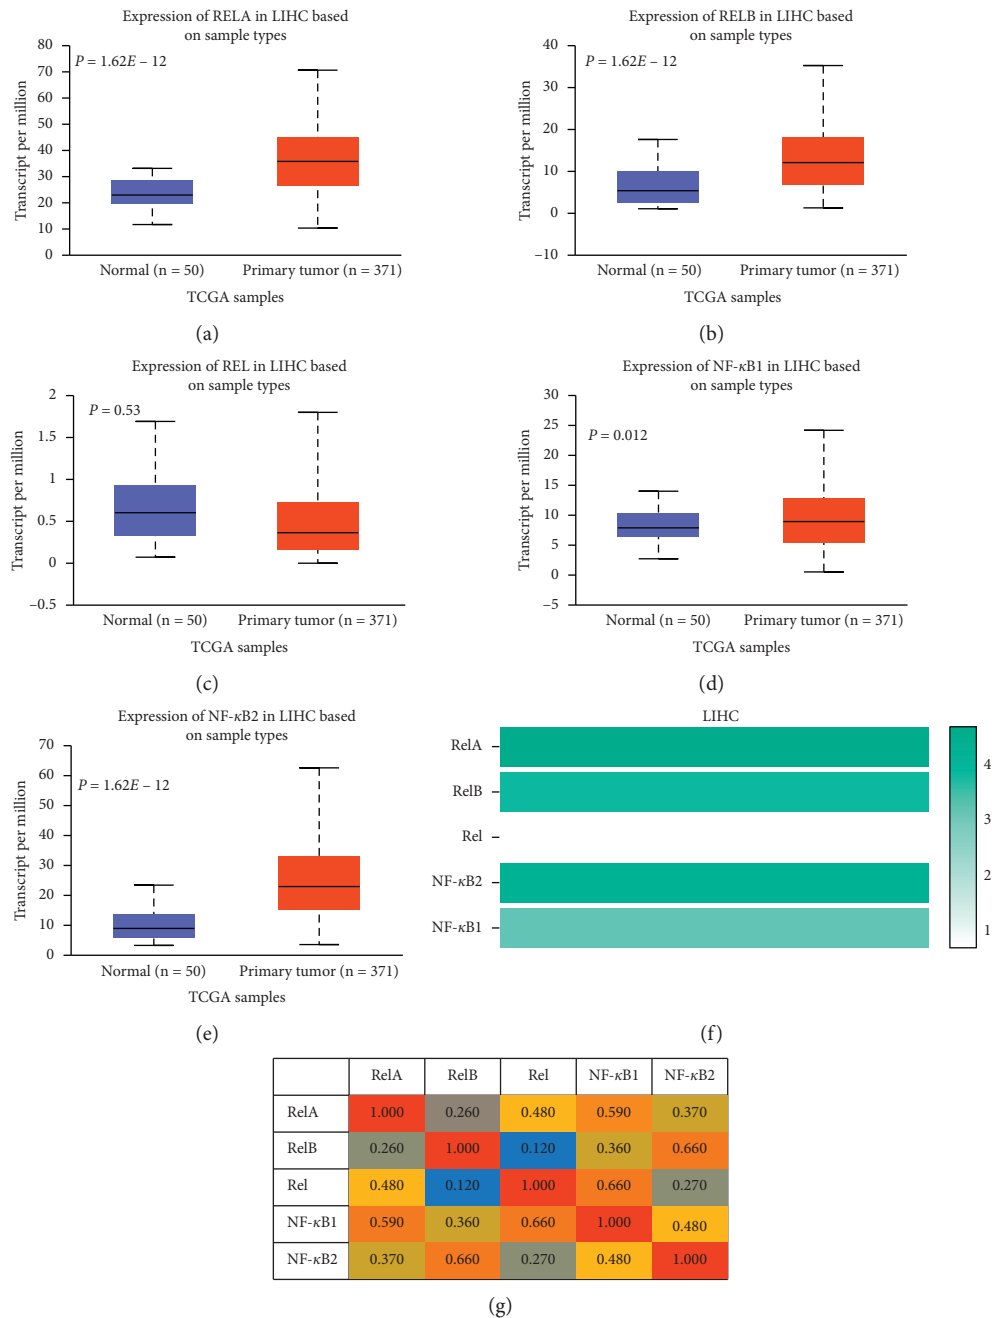 Expression of RELA in LIHC based
on sample types
80
70
60
50
40
30
20
10
0
Transcript per million
P = 1.62E – 12
Normal (n = 50)
Primary tumor (n = 371)
TCGA samples
(a)
Expression of RELB in LIHC based
on sample types
40
30
20
10
0
–10
Transcript per million
P = 1.62E – 12
Normal (n = 50)
Primary tumor (n = 371)
TCGA samples
(b)
Expression of REL in LIHC based
on sample types
2
1.5
1
0.5
0
–0.5
Transcript per million
P = 0.53
Normal (n = 50)
Primary tumor (n = 371)
TCGA samples
(c)
Expression of NF-κB1 in LIHC based
on sample types
30
25
20
15
10
5
0
–5
Transcript per million
P = 0.012
Normal (n = 50)
Primary tumor (n = 371)
TCGA samples
(d)
Expression of NF-κB2 in LIHC based
on sample types
70
60
50
40
30
20
10
0
Transcript per million
P = 1.62E – 12
Normal (n = 50)
Primary tumor (n = 371)
TCGA samples
(e)
LIHC
RelA
RelB
Rel
NF-κB2
NF-κB1
4
3
2
1
(f)
RelA RelB Rel NF-κB1 NF-κB2
RelA 1.000 0.260 0.480 0.590 0.370
RelB 0.260 1.000 0.120 0.360 0.660
Rel 0.480 0.120 1.000 0.660 0.270
NF-κB1 0.590 0.360 0.660 1.000 0.480
NF-κB2 0.370 0.660 0.270 0.480 1.000
(g)